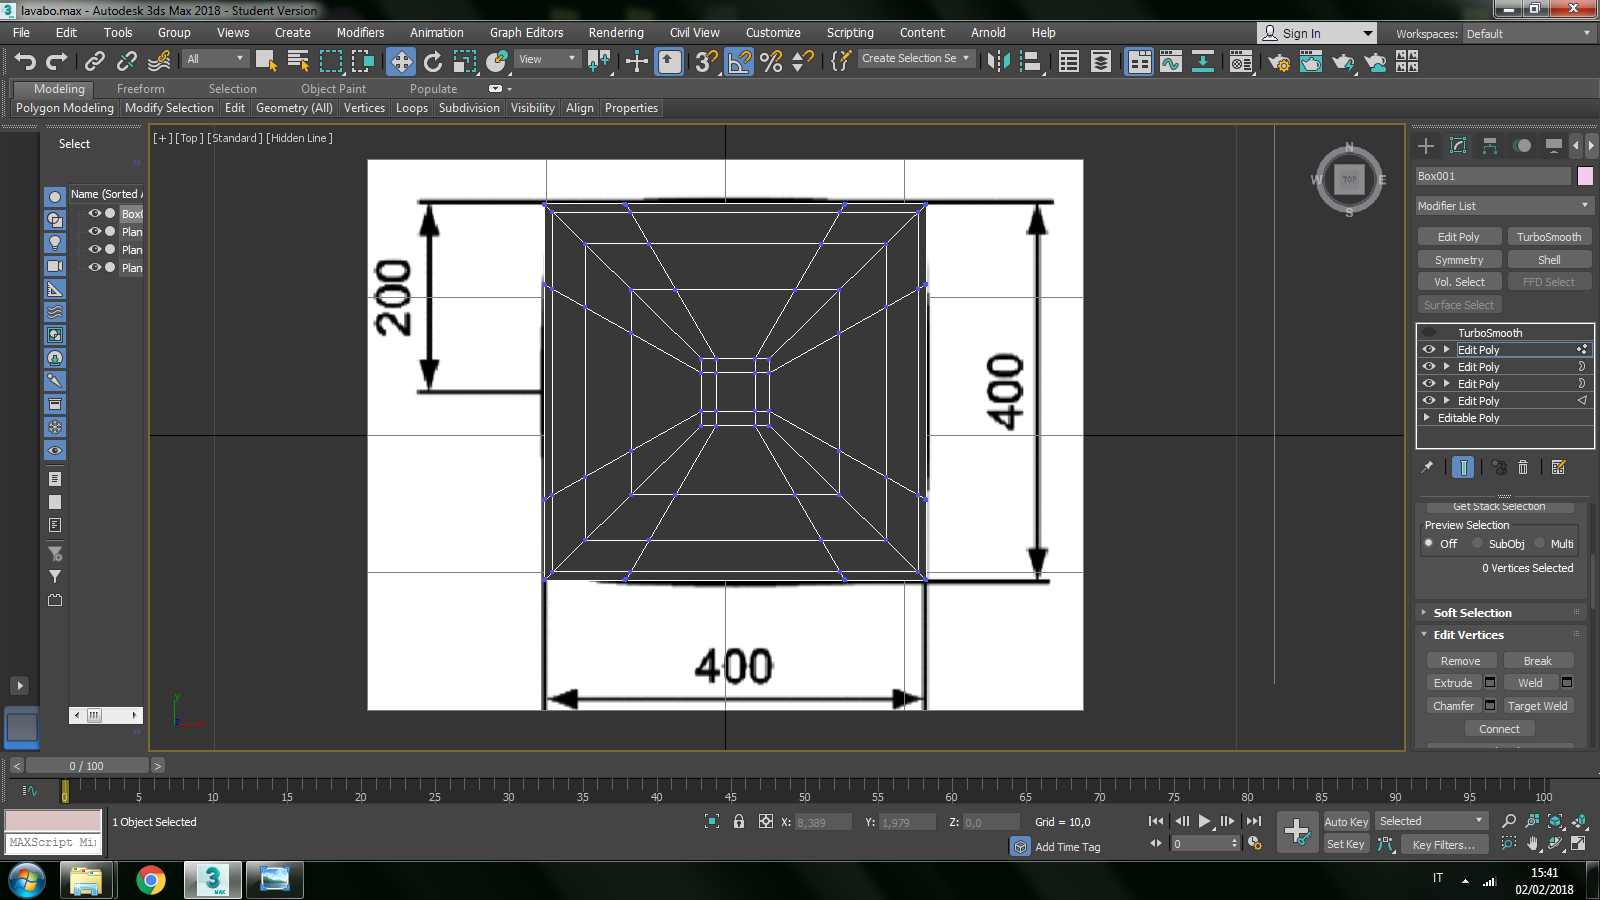 lavabo.max - Autodesk 3ds Max 2018 - Student Version
File Edit Tools Group Views Create Modifiers Animation Graph Editors Rendering Civil View Customize Scripting Content Arnold Help
Sign In
Workspaces: Default
All
View
Create Selection Se
Modeling Freeform Selection Object Paint Populate
Polygon Modeling Modify Selection Edit Geometry (All) Vertices Loops Subdivision Visibility Align Properties
Select
Name (Sorted A
Box0
Plan
Plan
Plan
[+] [Top] [Standard] [Hidden Line]
200
400
400
N
W TOP E
S
Box001
Modifier List
Edit Poly TurboSmooth
Symmetry Shell
Vol. Select FFD Select
Surface Select
TurboSmooth
Edit Poly
Edit Poly
Edit Poly
Edit Poly
Editable Poly
Get Stack Selection
Preview Selection
Off SubObj Multi
0 Vertices Selected
Soft Selection
Edit Vertices
Remove Break
Extrude Weld
Chamfer Target Weld
Connect
y
0 / 100
0 5 10 15 20 25 30 35 40 45 50 55 60 65 70 75 80 85 90 95 100
1 Object Selected
X: 8,389 Y: 1,979 Z: 0,0 Grid = 10,0
Add Time Tag
0
Auto Key Selected
Set Key Key Filters...
MAXScript Mi
3
MAX
IT
15:41
02/02/2018